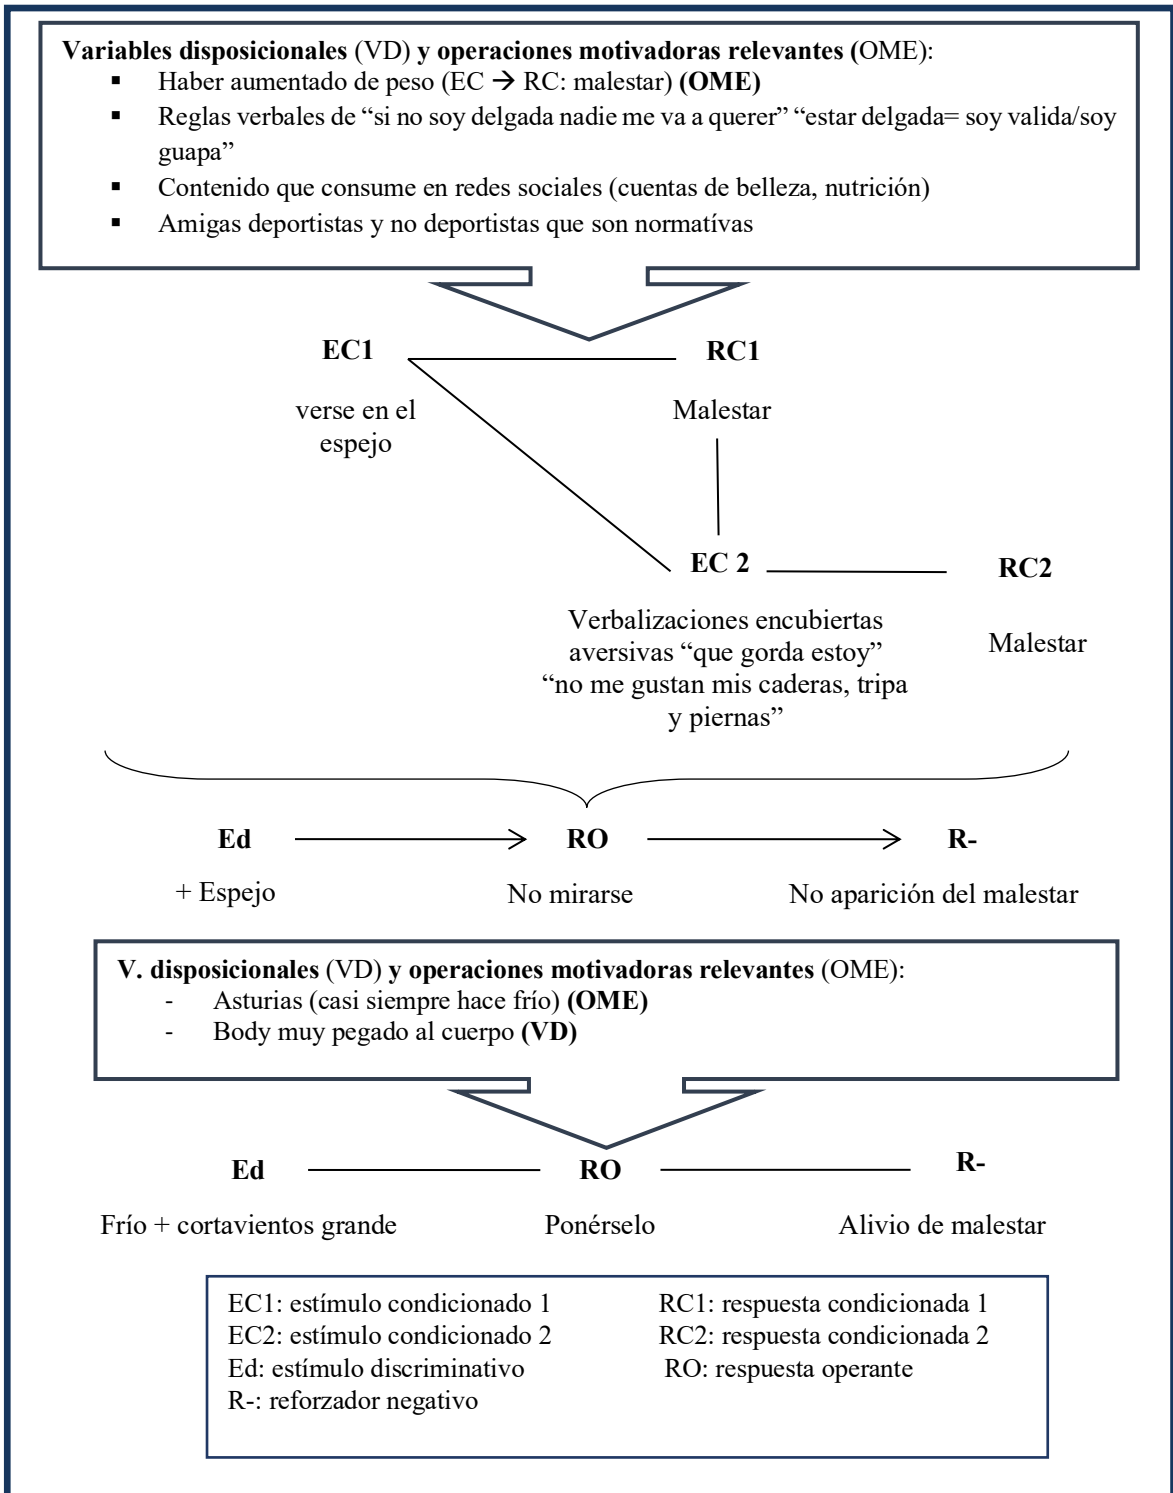 Variables disposicionales (VD) y operaciones motivadoras relevantes (OME):
▪ Haber aumentado de peso (EC → RC: malestar) (OME)
▪ Reglas verbales de “si no soy delgada nadie me va a querer” “estar delgada= soy valida/soy
guapa”
▪ Contenido que consume en redes sociales (cuentas de belleza, nutrición)
▪ Amigas deportistas y no deportistas que son normatívas
EC1 RC1
verse en el
espejo
Malestar
EC 2 RC2
Verbalizaciones encubiertas
aversivas “que gorda estoy”
“no me gustan mis caderas, tripa
y piernas”
Malestar
Ed RO R-
+ Espejo No mirarse No aparición del malestar
V. disposicionales (VD) y operaciones motivadoras relevantes (OME):
- Asturias (casi siempre hace frío) (OME)
- Body muy pegado al cuerpo (VD)
Ed RO R-
Frío + cortavientos grande Ponérselo Alivio de malestar
EC1: estímulo condicionado 1 RC1: respuesta condicionada 1
EC2: estímulo condicionado 2 RC2: respuesta condicionada 2
Ed: estímulo discriminativo RO: respuesta operante
R-: reforzador negativo